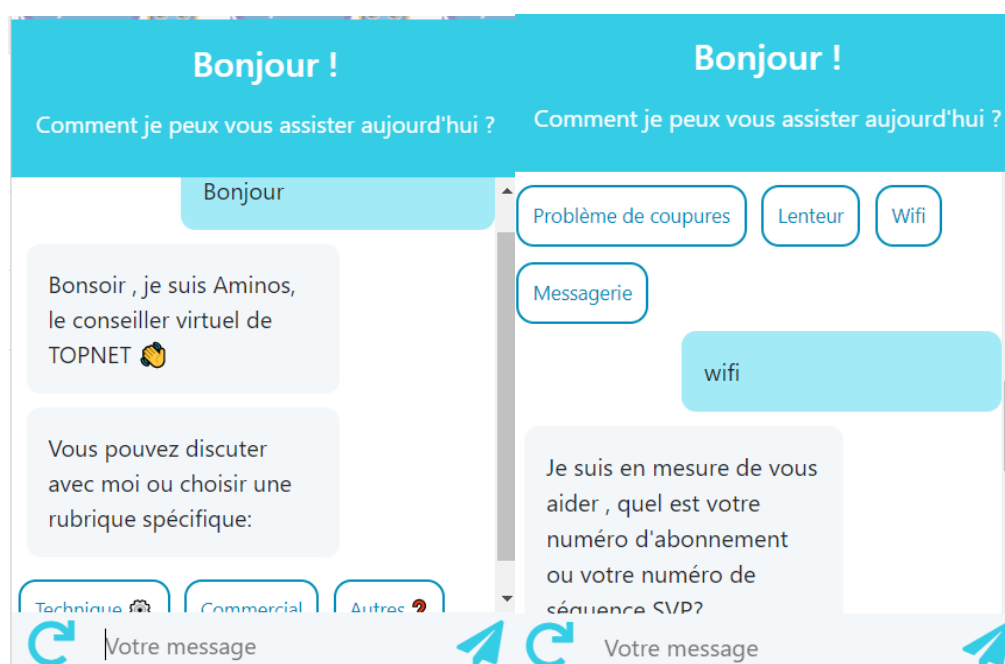 Bonjour !
Comment je peux vous assister aujourd'hui ?
Bonjour
Bonsoir , je suis Aminos,
le conseiller virtuel de
TOPNET 👏
Vous pouvez discuter
avec moi ou choisir une
rubrique spécifique:
Technique ⚙️ Commercial Autres ❓
Votre message
Bonjour !
Comment je peux vous assister aujourd'hui ?
Problème de coupures Lenteur Wifi
Messagerie
wifi
Je suis en mesure de vous
aider , quel est votre
numéro d'abonnement
ou votre numéro de
séquence SVP?
Votre message